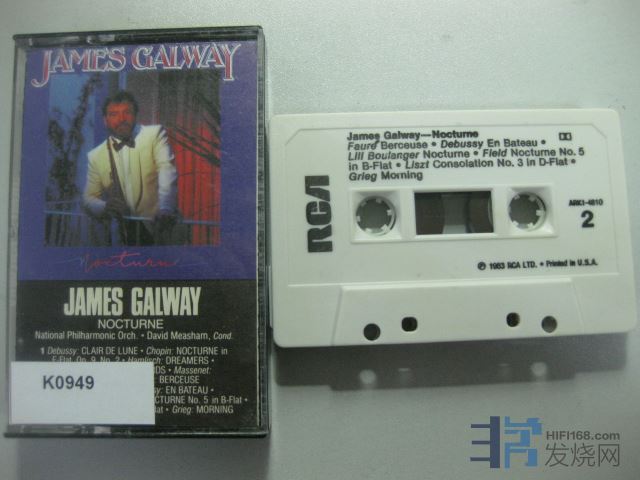 JAMES GALWAY
Nocturne
JAMES GALWAY
NOCTURNE
National Philharmonic Orch. • David Measham, Cond.
1 Debussy: CLAIR DE LUNE • Chopin: NOCTURNE in
E-Flat, Op. 9, No. 2 • Hamlisch: DREAMERS •
Massenet:
BERCEUSE
EN BATEAU •
NOCTURNE No. 5 in B-Flat •
Grieg: MORNING
K0949
James Galway—Nocturne
Fauré Berceuse • Debussy En Bateau •
Lili Boulanger Nocturne • Field Nocturne No. 5
in B-Flat • Liszt Consolation No. 3 in D-Flat •
Grieg Morning
RCA
ARK1-4810
2
℗ 1983 RCA LTD. • Printed in U.S.A.
HIFI168.com
发烧网